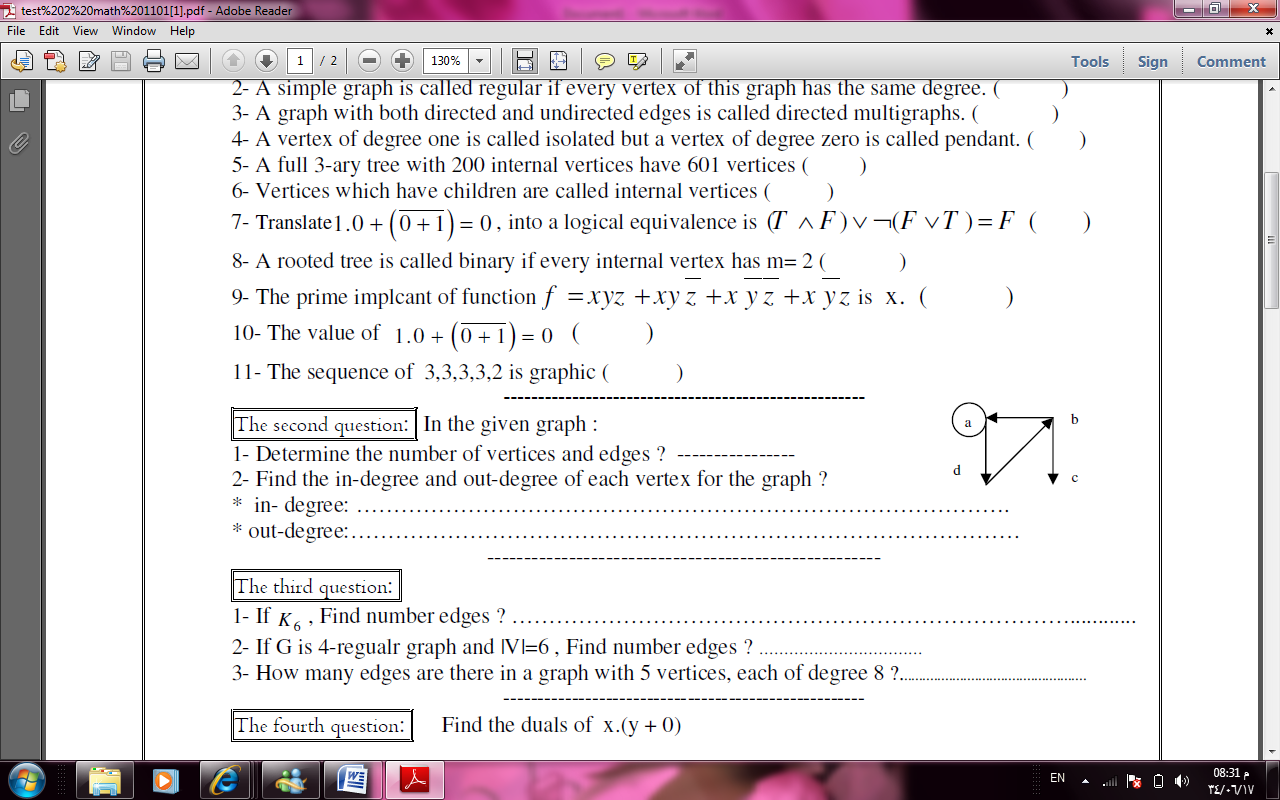 test%202%20math%201101[1].pdf - Adobe Reader
File Edit View Window Help
1 / 2 130% Tools Sign Comment
2- A simple graph is called regular if every vertex of this graph has the same degree. ( )
3- A graph with both directed and undirected edges is called directed multigraphs. ( )
4- A vertex of degree one is called isolated but a vertex of degree zero is called pendant. ( )
5- A full 3-ary tree with 200 internal vertices have 601 vertices ( )
6- Vertices which have children are called internal vertices ( )
7- Translate 1.0 + (\overline{0 + 1}) = 0 , into a logical equivalence is (T ∧ F) ∨ ¬(F ∨ T) = F ( )
8- A rooted tree is called binary if every internal vertex has m= 2 ( )
9- The prime implcant of function f = xyz + xy z̅ + x y̅ z̅ + x y̅ z is x. ( )
10- The value of 1.0 + (\overline{0 + 1}) = 0 ( )
11- The sequence of 3,3,3,3,2 is graphic ( )
--------------------------------------------------
The second question: In the given graph :
a b
1- Determine the number of vertices and edges ? ----------------
2- Find the in-degree and out-degree of each vertex for the graph ?
d c
* in- degree: ……………………………………………………………………………….
* out-degree:………………………………………………………………………………
-----------------------------------------------------
The third question:
1- If K₆ , Find number edges ? …………………………………………………………………..............
2- If G is 4-regualr graph and |V|=6 , Find number edges ? .................................
3- How many edges are there in a graph with 5 vertices, each of degree 8 ?..................................................
--------------------------------------------------
The fourth question: Find the duals of x.(y + 0)
EN 08:31 م
٣٤/٠٦/١٧